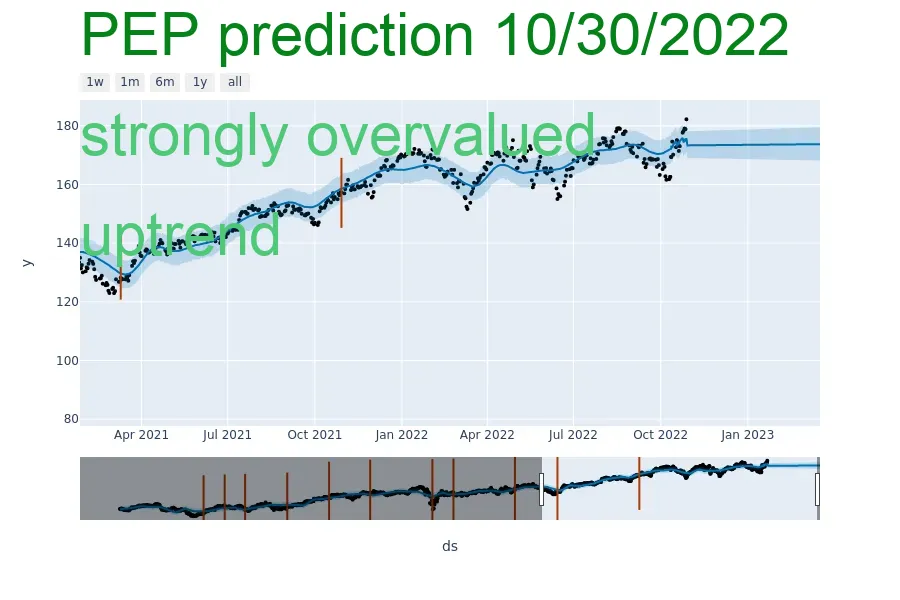 PEP prediction 10/30/2022
1w 1m 6m 1y all
strongly overvalued
uptrend
180
160
140
120
100
80
y
Apr 2021 Jul 2021 Oct 2021 Jan 2022 Apr 2022 Jul 2022 Oct 2022 Jan 2023
ds